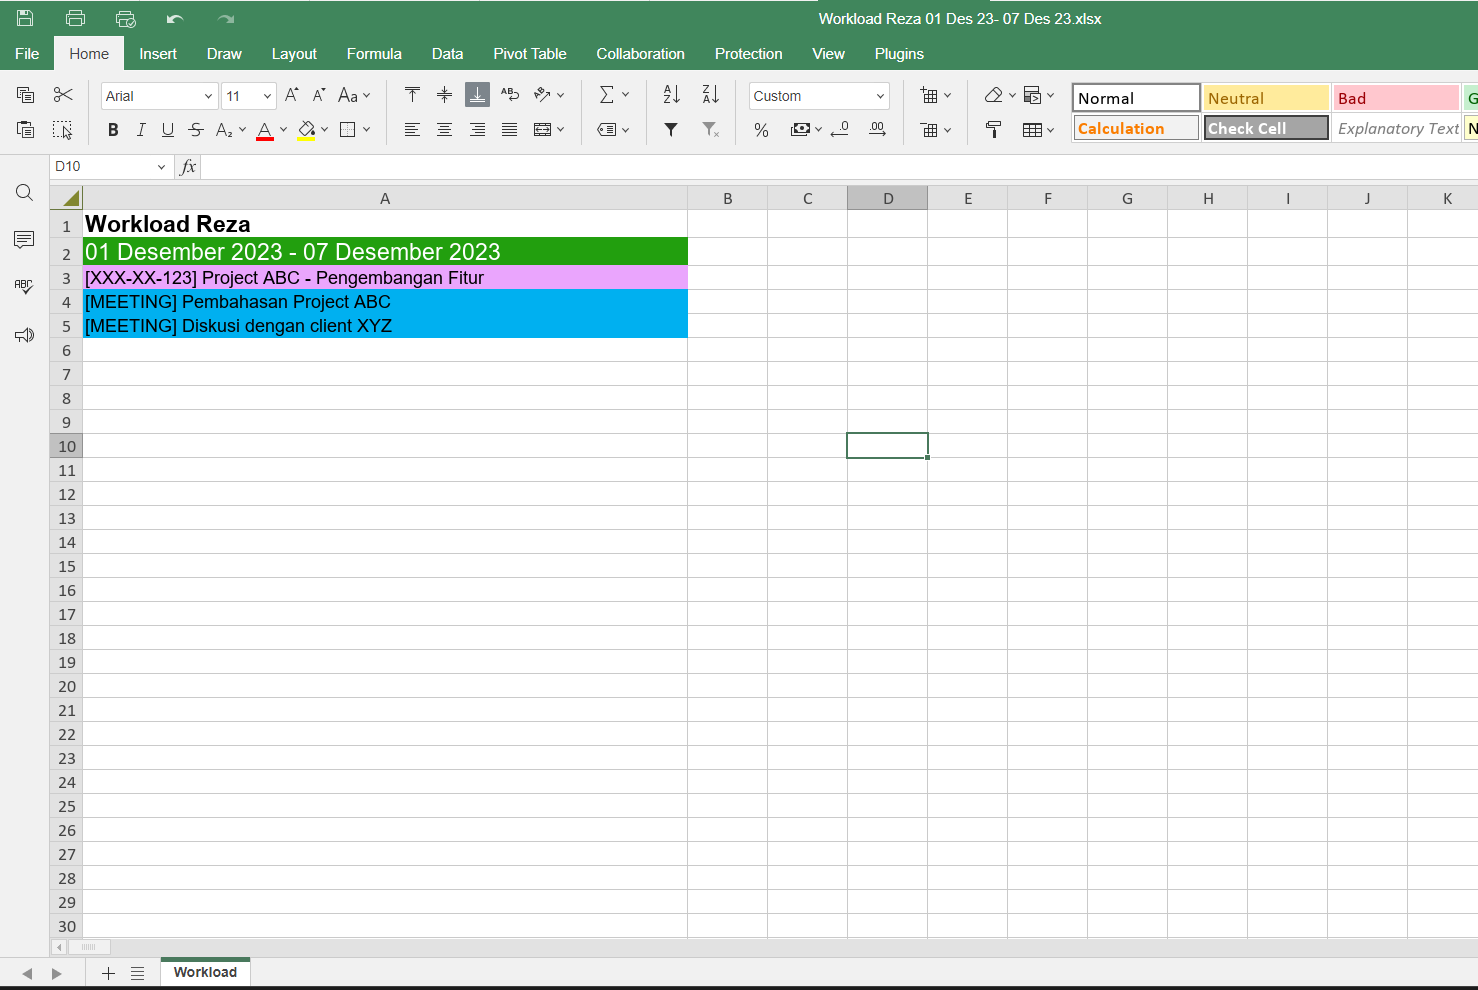 Workload Reza 01 Des 23- 07 Des 23.xlsx
File Home Insert Draw Layout Formula Data Pivot Table Collaboration Protection View Plugins
Arial 11 Aa Custom Normal Neutral Bad G
B I U S A₂ A % .0 .00 Calculation Check Cell Explanatory Text N
D10 fx
A B C D E F G H I J K
1 Workload Reza
2 01 Desember 2023 - 07 Desember 2023
3 [XXX-XX-123] Project ABC - Pengembangan Fitur
4 [MEETING] Pembahasan Project ABC
5 [MEETING] Diskusi dengan client XYZ
6
7
8
9
10
11
12
13
14
15
16
17
18
19
20
21
22
23
24
25
26
27
28
29
30
Workload